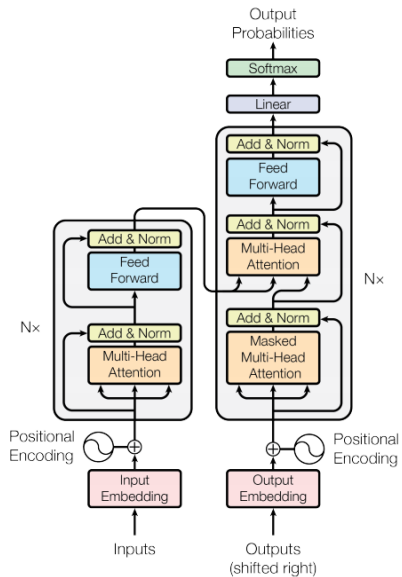 Output
Probabilities
Softmax
Linear
Add & Norm
Feed
Forward
Add & Norm
Multi-Head
Attention
Nx
Add & Norm
Masked
Multi-Head
Attention
Add & Norm
Feed
Forward
Nx
Add & Norm
Multi-Head
Attention
Positional
Encoding
Positional
Encoding
Input
Embedding
Output
Embedding
Inputs
Outputs
(shifted right)